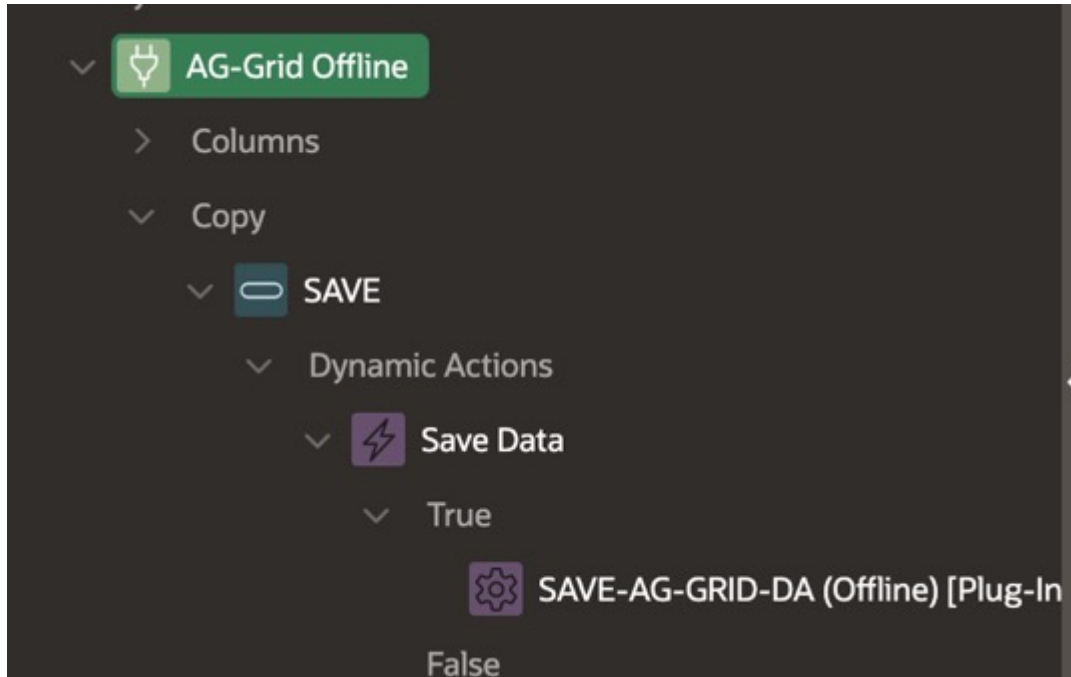 AG-Grid Offline
Columns
Copy
SAVE
Dynamic Actions
Save Data
True
SAVE-AG-GRID-DA (Offline) [Plug-In
False